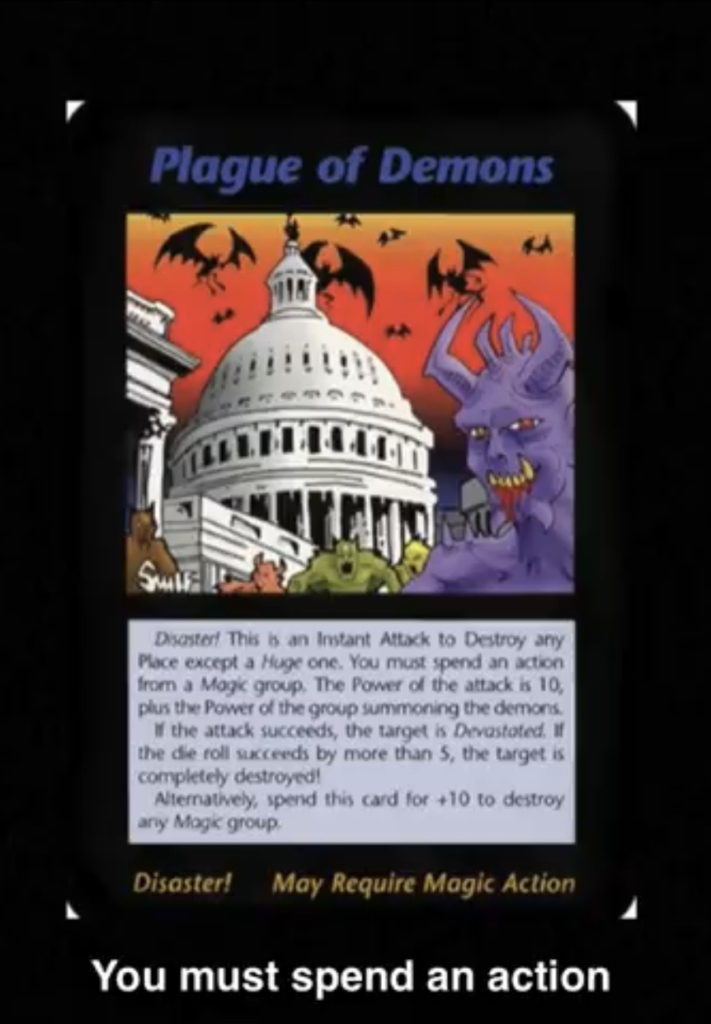 Plague of Demons
Disaster! This is an Instant Attack to Destroy any
Place except a Huge one. You must spend an action
from a Magic group. The Power of the attack is 10,
plus the Power of the group summoning the demons.
If the attack succeeds, the target is Devastated. If
the die roll succeeds by more than 5, the target is
completely destroyed!
Alternatively, spend this card for +10 to destroy
any Magic group.
Disaster! May Require Magic Action
You must spend an action